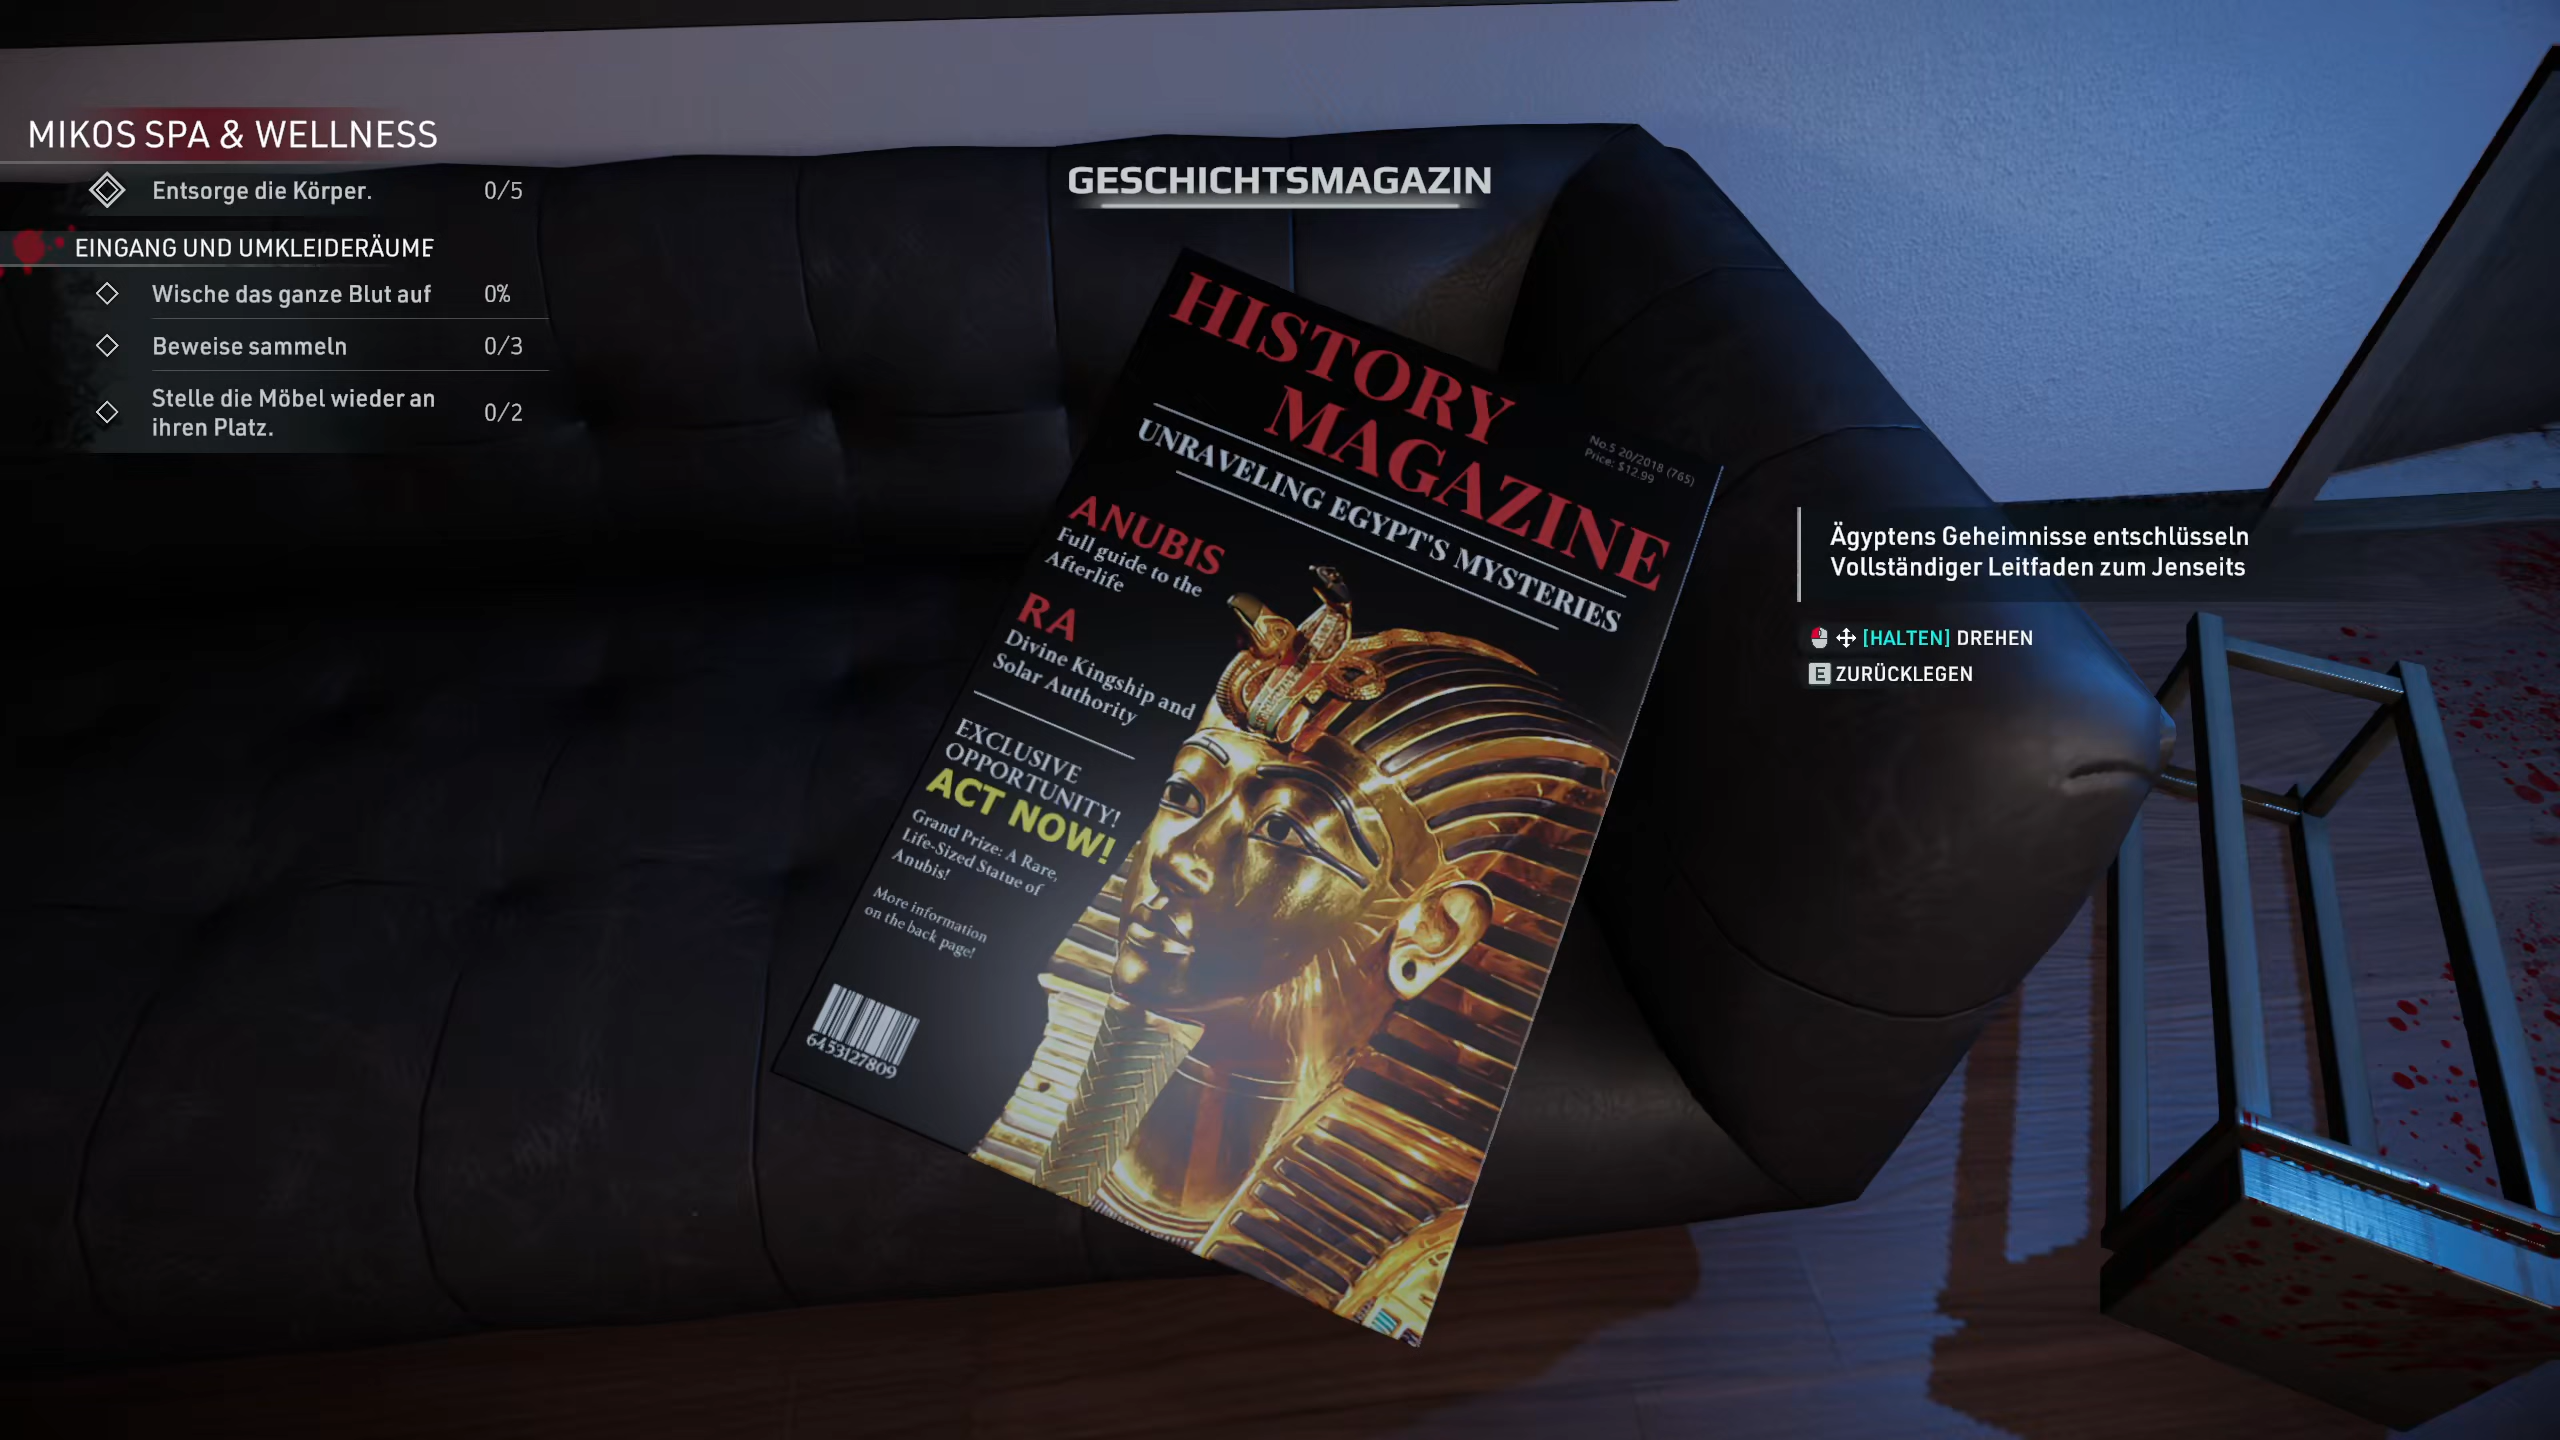 MIKOS SPA & WELLNESS
Entsorge die Körper. 0/5
EINGANG UND UMKLEIDERÄUME
Wische das ganze Blut auf 0%
Beweise sammeln 0/3
Stelle die Möbel wieder an
ihren Platz. 0/2
GESCHICHTSMAGAZIN
HISTORY
MAGAZINE
No.5 20/2018 (765)
Price: $12.99
UNRAVELING EGYPT'S MYSTERIES
ANUBIS
Full guide to the
Afterlife
RA
Divine Kingship and
Solar Authority
EXCLUSIVE
OPPORTUNITY!
ACT NOW!
Grand Prize: A Rare,
Life-Sized Statue of
Anubis!
More information
on the back page!
6453127809
Ägyptens Geheimnisse entschlüsseln
Vollständiger Leitfaden zum Jenseits
[HALTEN] DREHEN
E ZURÜCKLEGEN